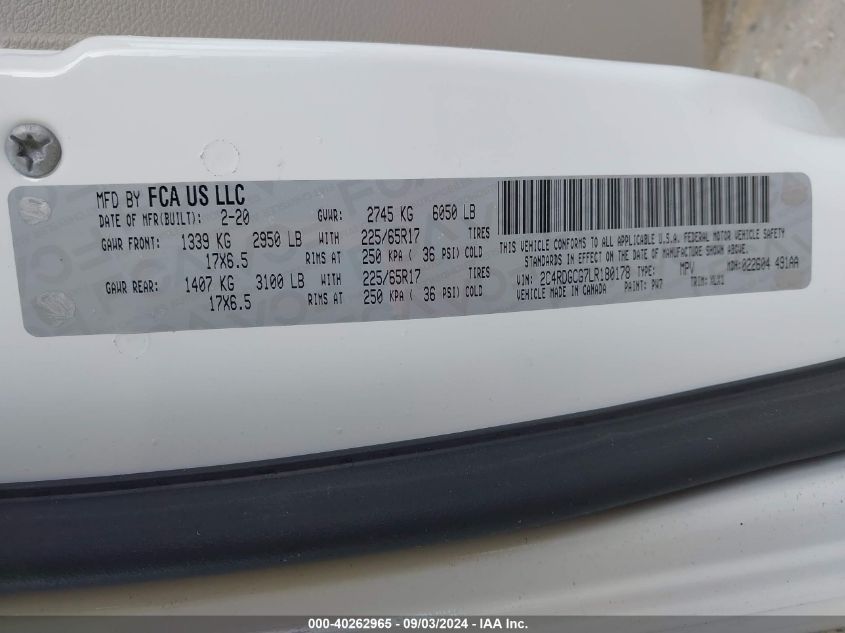 MFD BY FCA US LLC
DATE OF MFR(BUILT): 2-20 GVWR: 2745 KG 6050 LB
GAWR FRONT: 1339 KG 2950 LB WITH 225/65R17 TIRES
17X6.5 RIMS AT 250 KPA ( 36 PSI) COLD
GAWR REAR: 1407 KG 3100 LB WITH 225/65R17 TIRES
17X6.5 RIMS AT 250 KPA ( 36 PSI) COLD
THIS VEHICLE CONFORMS TO ALL APPLICABLE U.S.A. FEDERAL MOTOR VEHICLE SAFETY
STANDARDS IN EFFECT ON THE DATE OF MANUFACTURE SHOWN ABOVE.
VIN: 2C4RDGCG7LR180178 TYPE: MPV MDH: 022604 491AA
VEHICLE MADE IN CANADA PAINT: PW7 TRIM:
000-40262965 - 09/03/2024 - IAA Inc.